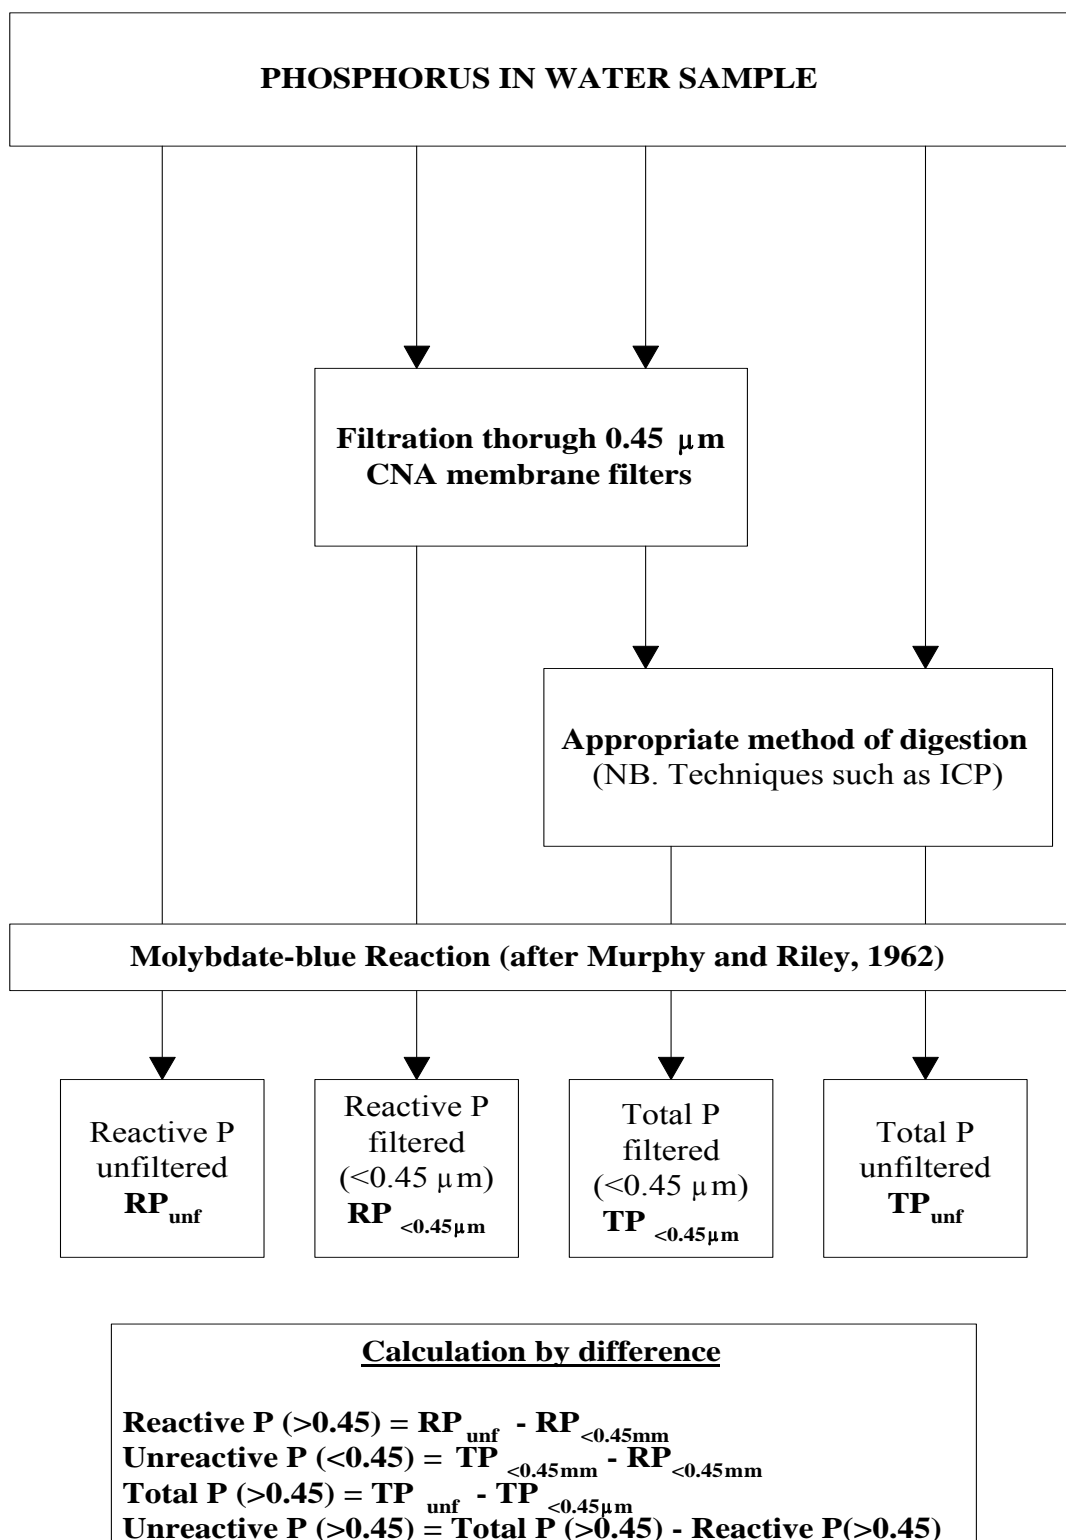 PHOSPHORUS IN WATER SAMPLE
Filtration thorugh 0.45 µm
CNA membrane filters
Appropriate method of digestion
(NB. Techniques such as ICP)
Molybdate-blue Reaction (after Murphy and Riley, 1962)
Reactive P
unfiltered
RPunf
Reactive P
filtered
(<0.45 µm)
RP <0.45µm
Total P
filtered
(<0.45 µm)
TP <0.45µm
Total P
unfiltered
TPunf
Calculation by difference
Reactive P (>0.45) = RP unf - RP<0.45mm
Unreactive P (<0.45) = TP <0.45mm - RP<0.45mm
Total P (>0.45) = TP unf - TP <0.45µm
Unreactive P (>0.45) = Total P (>0.45) - Reactive P(>0.45)